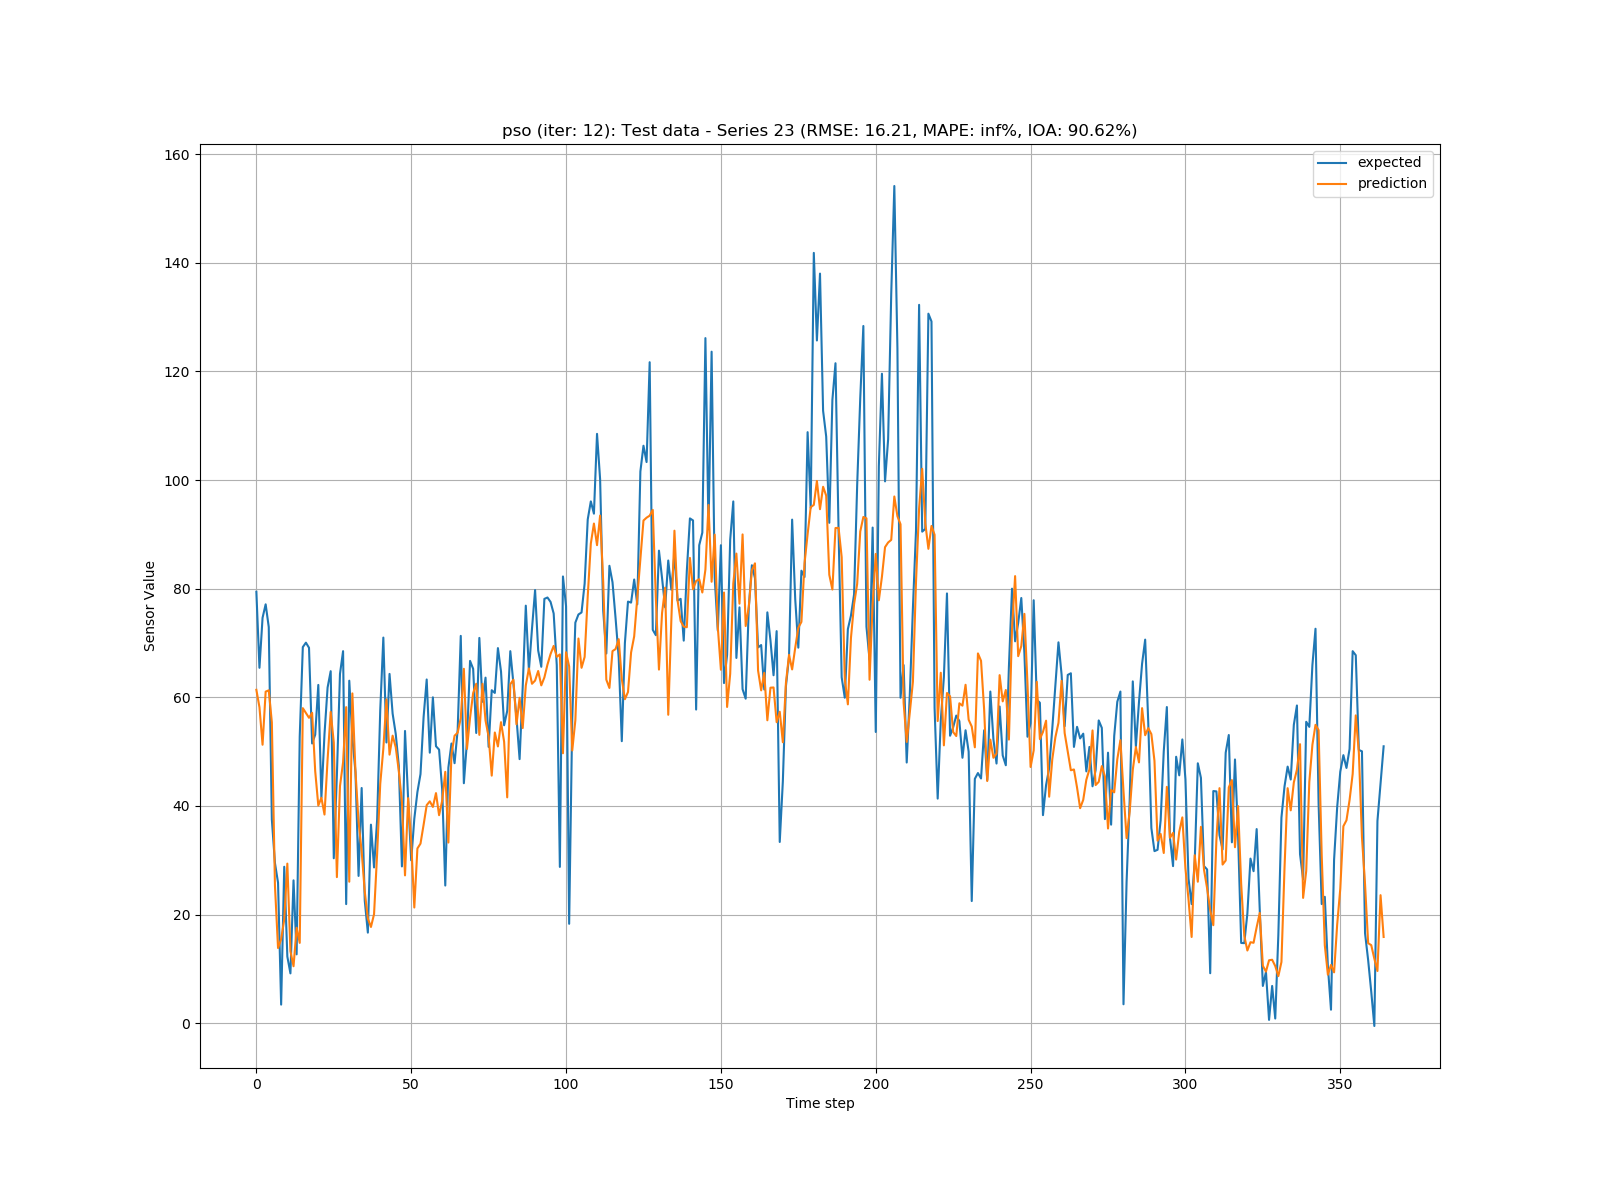 pso (iter: 12): Test data - Series 23 (RMSE: 16.21, MAPE: inf%, IOA: 90.62%)
expected
prediction
160
140
120
100
80
60
40
20
0
Sensor Value
0 50 100 150 200 250 300 350
Time step